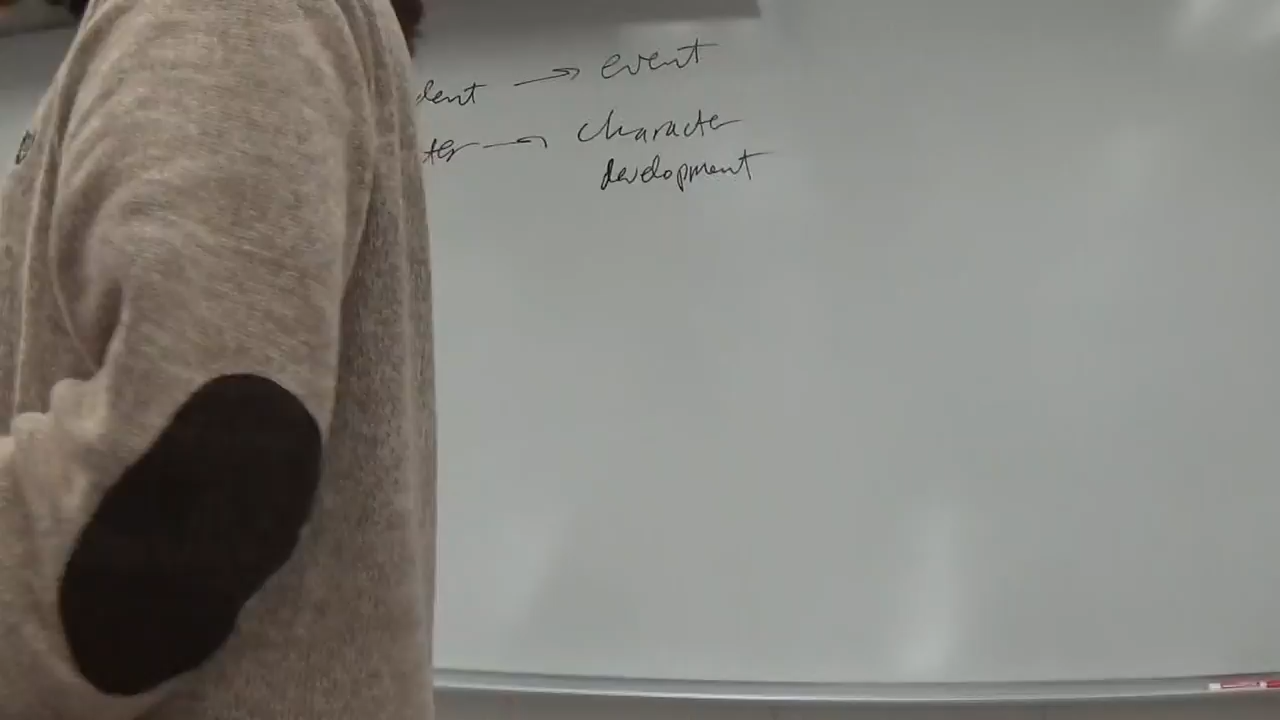 dent → event
ter → character
development